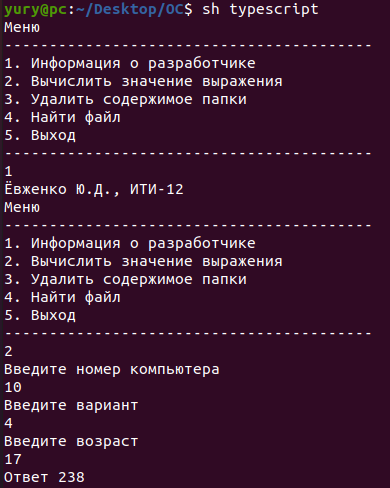 yury@pc:~/Desktop/OC$ sh typescript
Меню
-----------------------------------------
1. Информация о разработчике
2. Вычислить значение выражения
3. Удалить содержимое папки
4. Найти файл
5. Выход
-----------------------------------------
1
Ёвженко Ю.Д., ИТИ-12
Меню
-----------------------------------------
1. Информация о разработчике
2. Вычислить значение выражения
3. Удалить содержимое папки
4. Найти файл
5. Выход
-----------------------------------------
2
Введите номер компьютера
10
Введите вариант
4
Введите возраст
17
Ответ 238